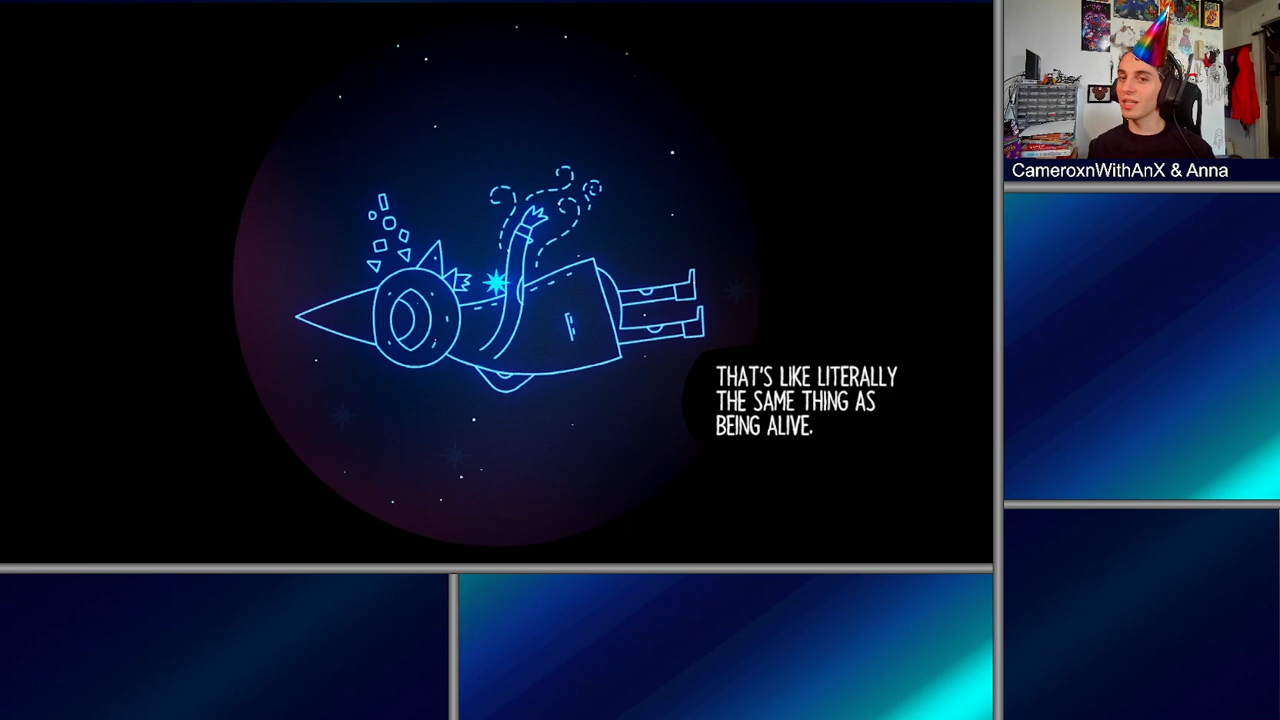 CameroxnWithAnX & Anna
THAT'S LIKE LITERALLY
THE SAME THING AS
BEING ALIVE.